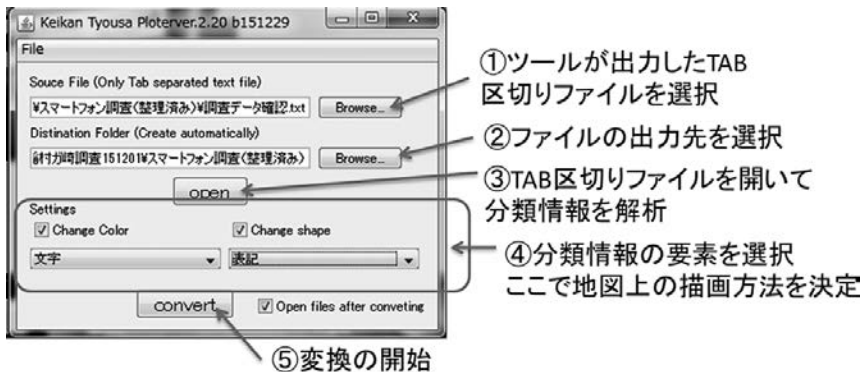 Keikan Tyousa Ploterver.2.20 b151229
File
Souce File (Only Tab separated text file)
¥スマートフォン調査(整理済み)¥調査データ確認.txt
Browse...
Distination Folder (Create automatically)
調査151201¥スマートフォン調査(整理済み)
Browse...
open
Settings
Change Color
Change shape
文字
表記
convert
Open files after conveting
①ツールが出力したTAB
区切りファイルを選択
②ファイルの出力先を選択
③TAB区切りファイルを開いて
分類情報を解析
④分類情報の要素を選択
ここで地図上の描画方法を決定
⑤変換の開始